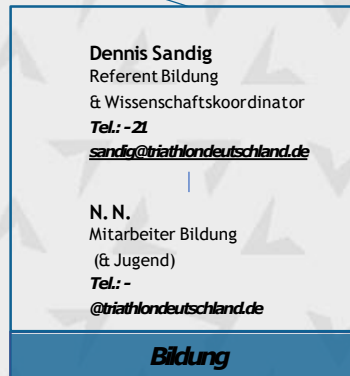 Dennis Sandig
Referent Bildung
& Wissenschaftskoordinator
Tel.: -21
sandig@triathlondeutschland.de
N. N.
Mitarbeiter Bildung
(& Jugend)
Tel.: -
@triathlondeutschland.de
Bildung